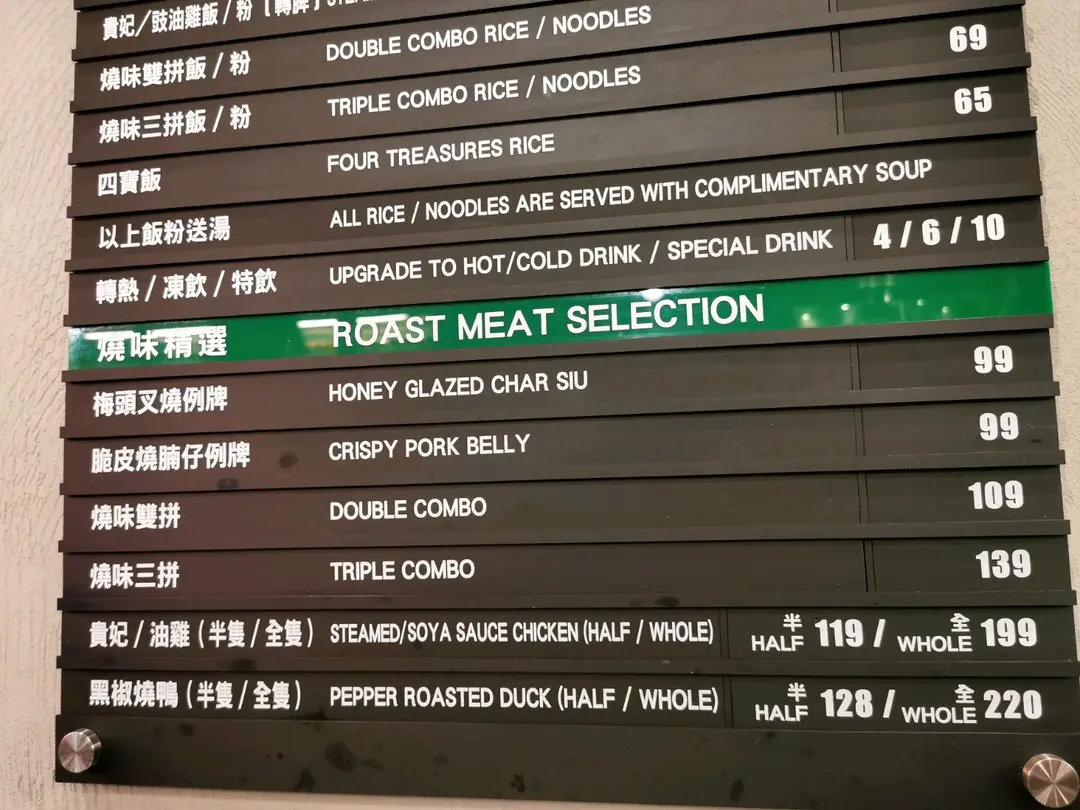 貴妃／豉油雞飯 / 粉
燒味雙拼飯 / 粉 DOUBLE COMBO RICE / NOODLES
燒味三拼飯 / 粉 TRIPLE COMBO RICE / NOODLES 69
四寶飯 FOUR TREASURES RICE 65
以上飯粉送湯 ALL RICE / NOODLES ARE SERVED WITH COMPLIMENTARY SOUP
轉熱 / 凍飲 / 特飲 UPGRADE TO HOT/COLD DRINK / SPECIAL DRINK 4 / 6 / 10
燒味精選 ROAST MEAT SELECTION
梅頭叉燒例牌 HONEY GLAZED CHAR SIU 99
脆皮燒腩仔例牌 CRISPY PORK BELLY 99
燒味雙拼 DOUBLE COMBO 109
燒味三拼 TRIPLE COMBO 139
貴妃 / 油雞 (半隻 / 全隻) STEAMED/SOYA SAUCE CHICKEN (HALF / WHOLE) 半 HALF 119 / 全 WHOLE 199
黑椒燒鴨 (半隻 / 全隻) PEPPER ROASTED DUCK (HALF / WHOLE) 半 HALF 128 / 全 WHOLE 220